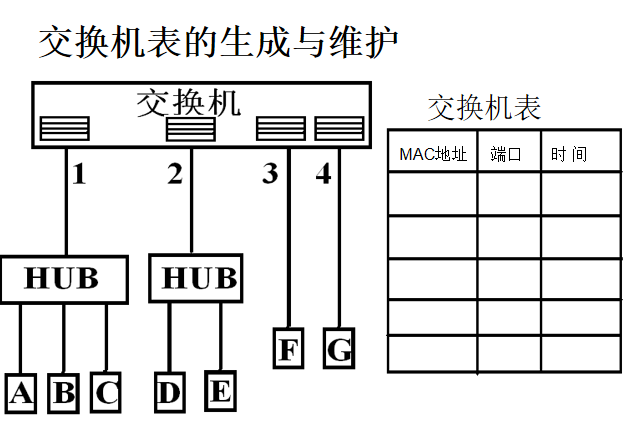 交换机表的生成与维护
交换机
1 2 3 4
HUB HUB
A B C D E F G
交换机表
MAC地址 端口 时间